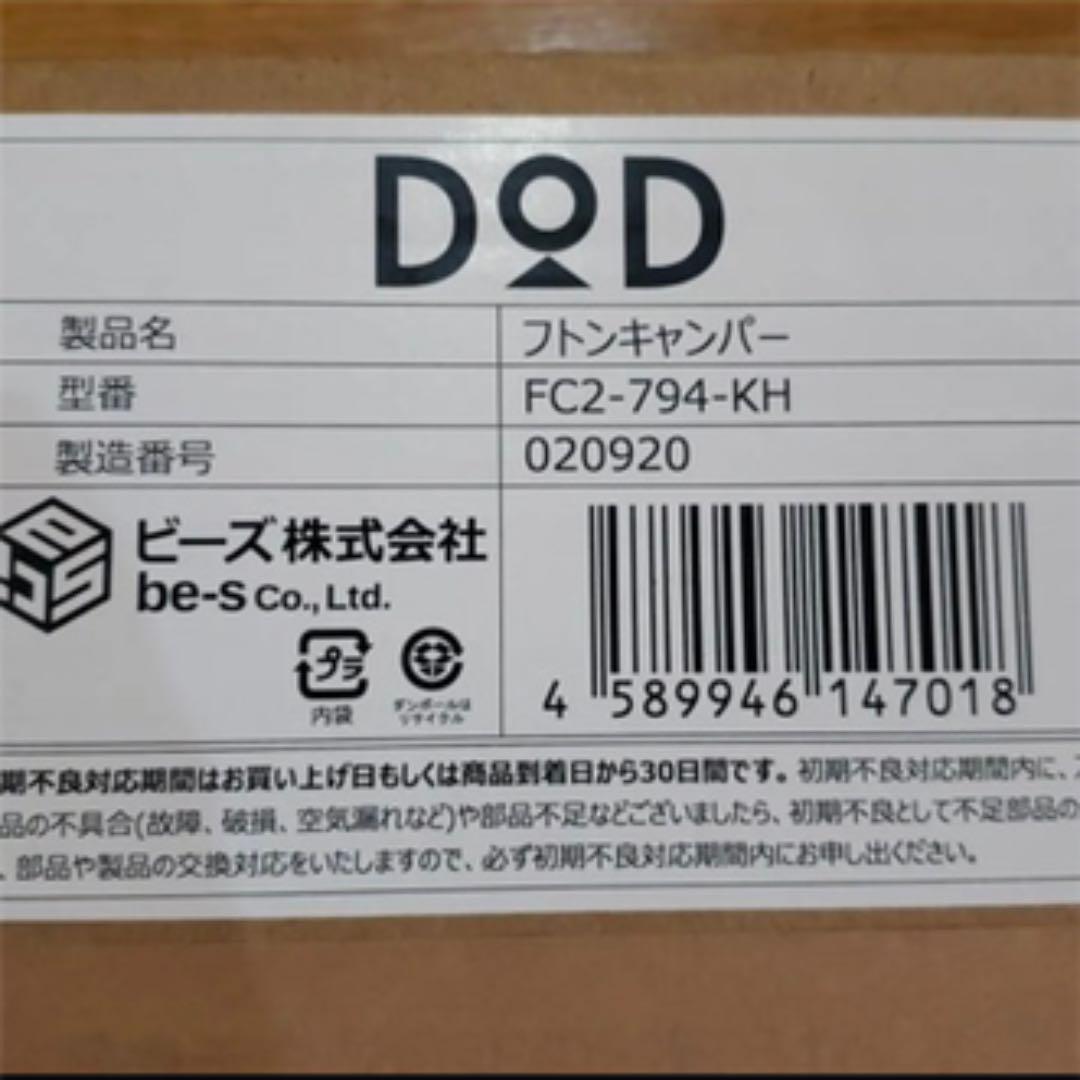 DOD
製品名 フトンキャンパー
型番 FC2-794-KH
製造番号 020920
ビーズ株式会社
be-s Co., Ltd.
プラ
内袋
ダンボールは
リサイクル
4 589946 147018
期不良対応期間はお買い上げ日もしくは商品到着日から30日間です。初期不良対応期間内に、
品の不具合(故障、破損、空気漏れなど)や部品不足などございましたら、初期不良として不足部品の
、部品や製品の交換対応をいたしますので、必ず初期不良対応期間内にお申し出ください。